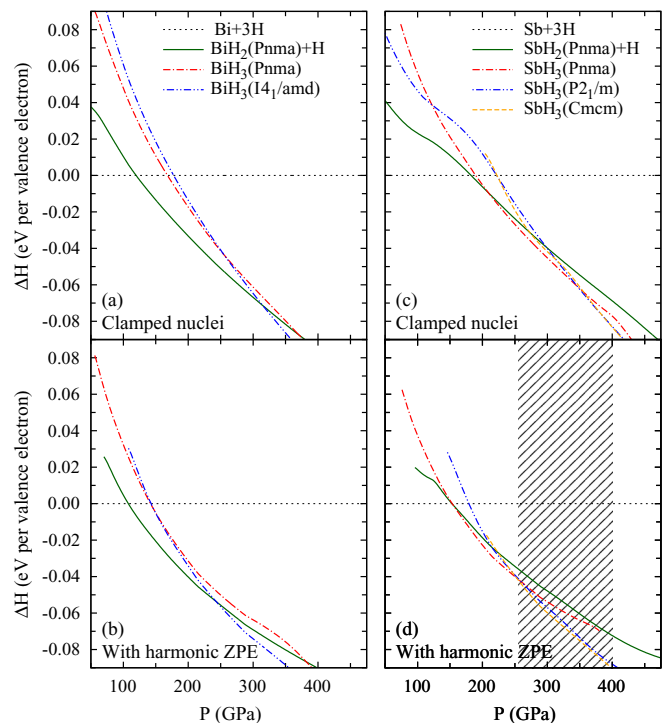 0.08
0.06
0.04
0.02
0.00
-0.02
-0.04
-0.06
-0.08
ΔH (eV per valence electron)
Bi+3H
BiH2(Pnma)+H
BiH3(Pnma)
BiH3(I41/amd)
(a)
Clamped nuclei
Sb+3H
SbH2(Pnma)+H
SbH3(Pnma)
SbH3(P21/m)
SbH3(Cmcm)
(c)
Clamped nuclei
0.08
0.06
0.04
0.02
0.00
-0.02
-0.04
-0.06
-0.08
ΔH (eV per valence electron)
(b)
With harmonic ZPE
(d)
With harmonic ZPE
100 200 300 400
100 200 300 400
P (GPa)
P (GPa)